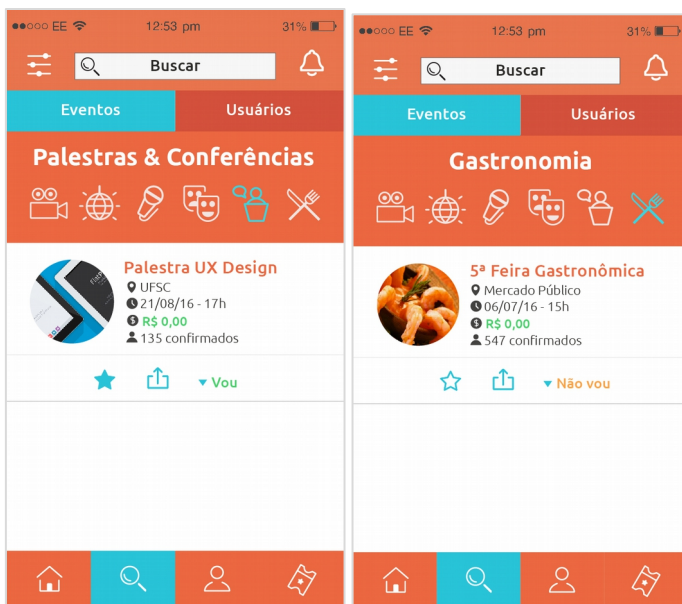 EE 12:53 pm 31%
Buscar
Eventos Usuários
Palestras & Conferências
Palestra UX Design
UFSC
21/08/16 - 17h
R$ 0,00
135 confirmados
Vou
EE 12:53 pm 31%
Buscar
Eventos Usuários
Gastronomia
5ª Feira Gastronômica
Mercado Público
06/07/16 - 15h
R$ 0,00
547 confirmados
Não vou